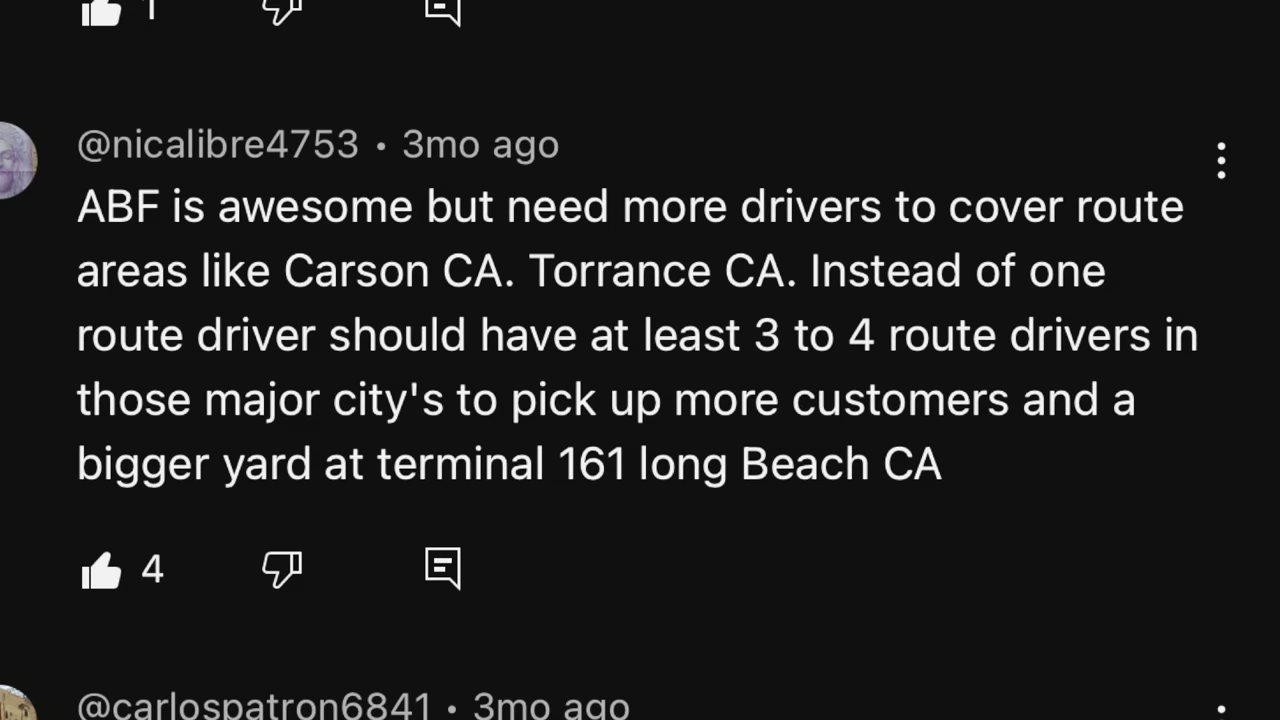 1
@nicalibre4753 • 3mo ago
ABF is awesome but need more drivers to cover route
areas like Carson CA. Torrance CA. Instead of one
route driver should have at least 3 to 4 route drivers in
those major city's to pick up more customers and a
bigger yard at terminal 161 long Beach CA
4
@carlospatron6841 • 3mo ago